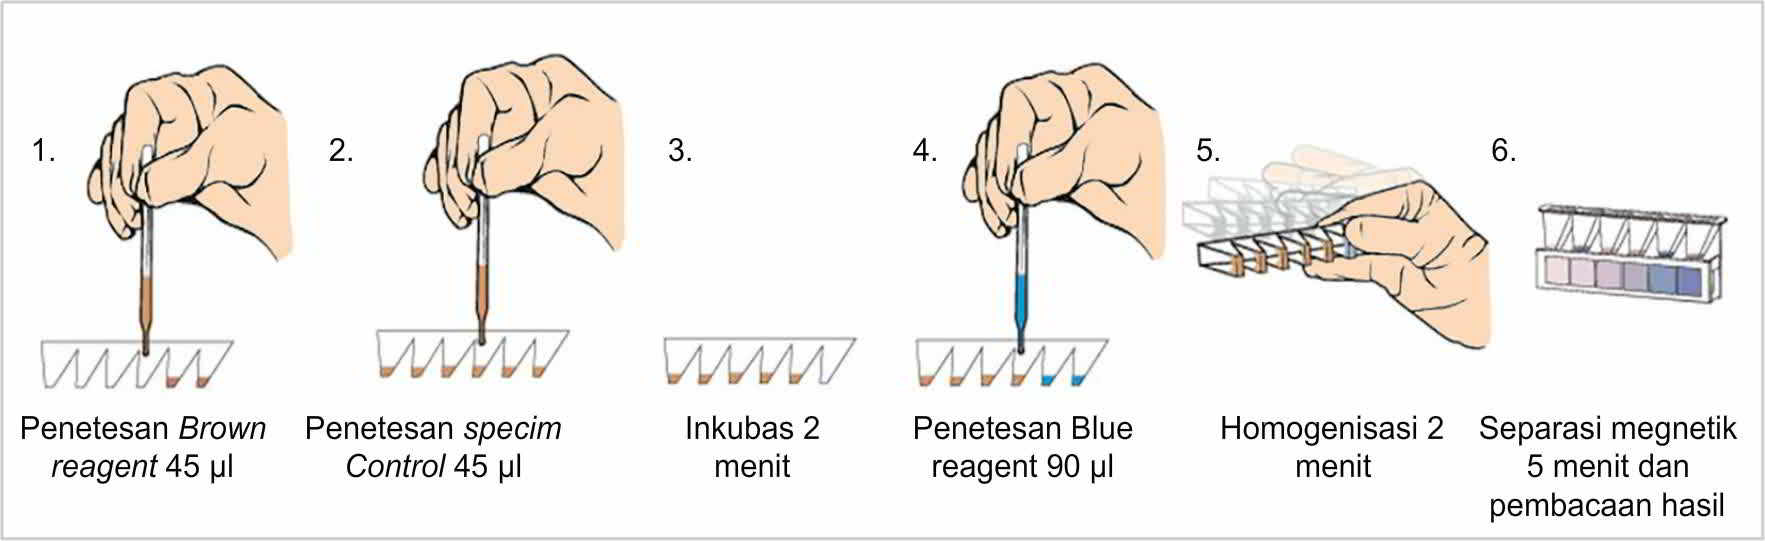 1.
Penetesan Brown
reagent 45 µl
2.
Penetesan specim
Control 45 µl
3.
Inkubas 2
menit
4.
Penetesan Blue
reagent 90 µl
5.
Homogenisasi 2
menit
6.
Separasi megnetik
5 menit dan
pembacaan hasil